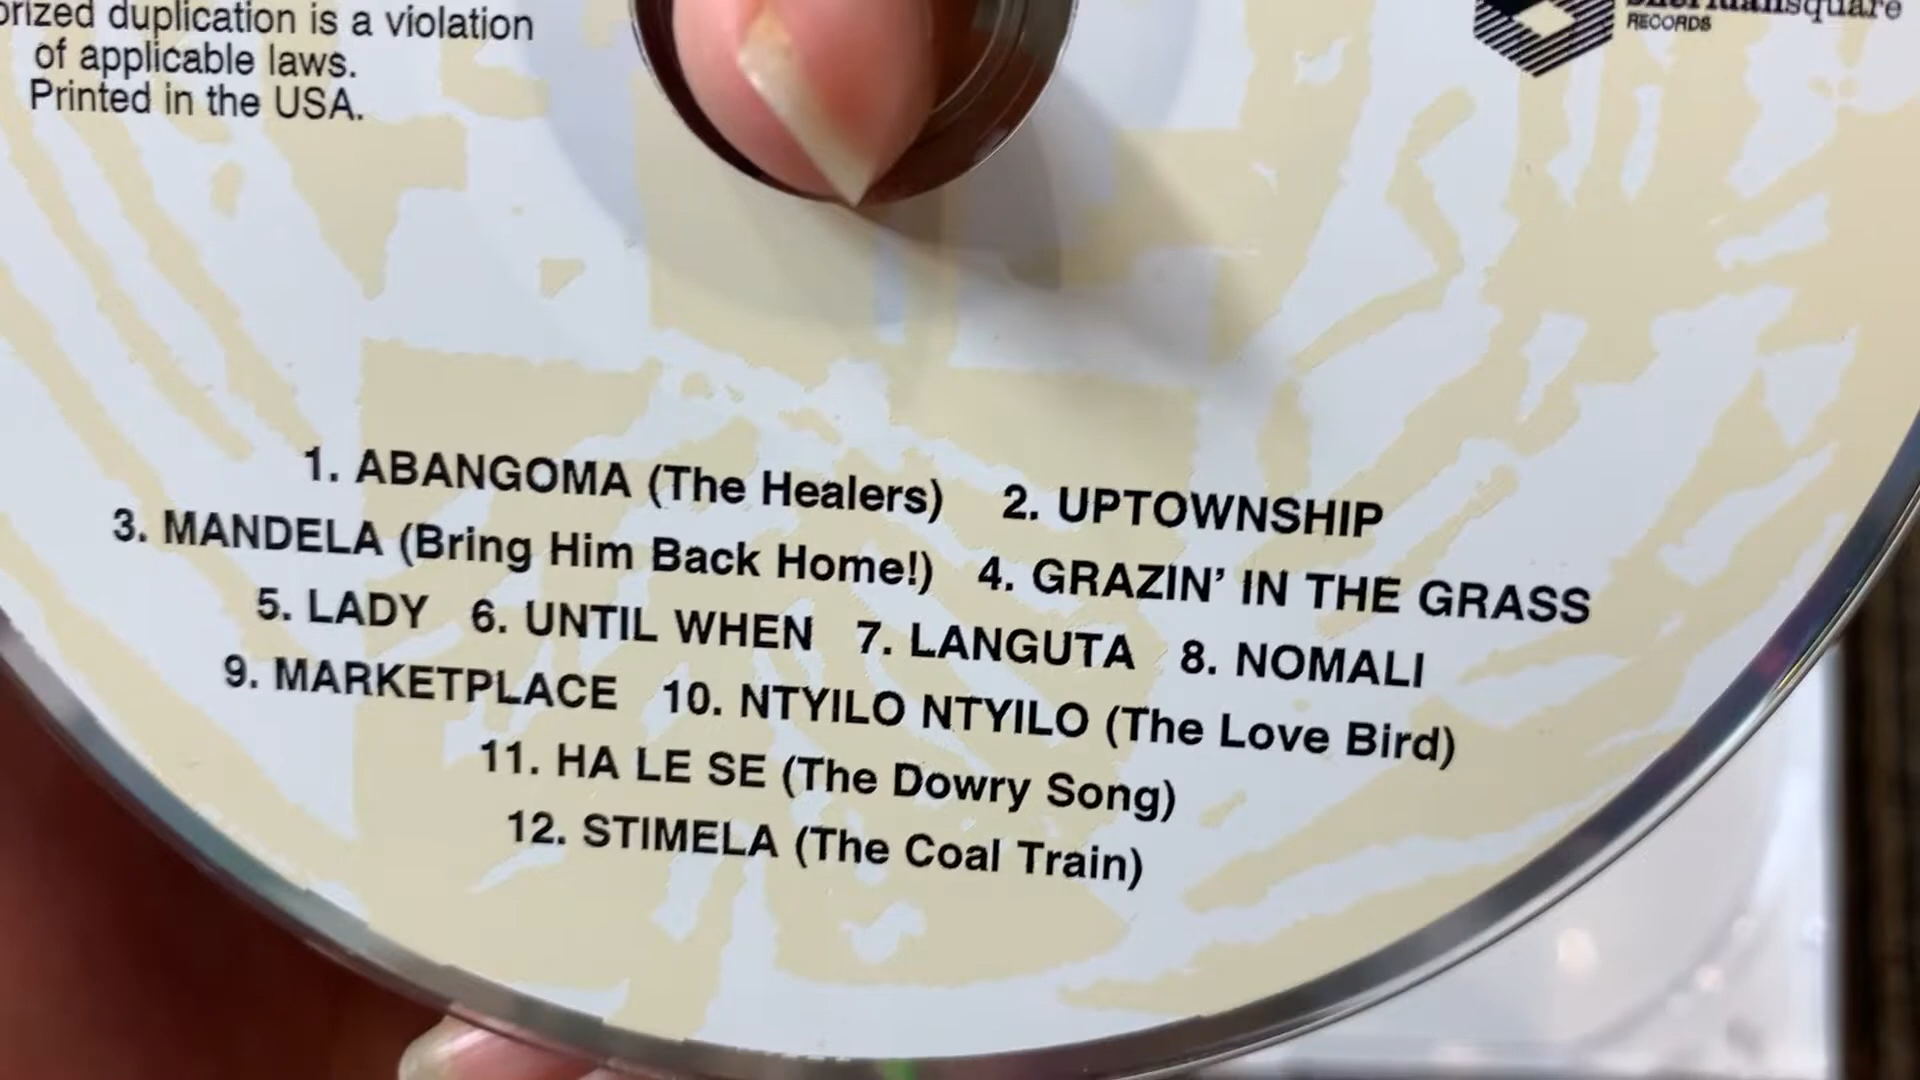 orized duplication is a violation
of applicable laws.
Printed in the USA.
sheridansquare
RECORDS
1. ABANGOMA (The Healers) 2. UPTOWNSHIP
3. MANDELA (Bring Him Back Home!) 4. GRAZIN’ IN THE GRASS
5. LADY 6. UNTIL WHEN 7. LANGUTA 8. NOMALI
9. MARKETPLACE 10. NTYILO NTYILO (The Love Bird)
11. HA LE SE (The Dowry Song)
12. STIMELA (The Coal Train)